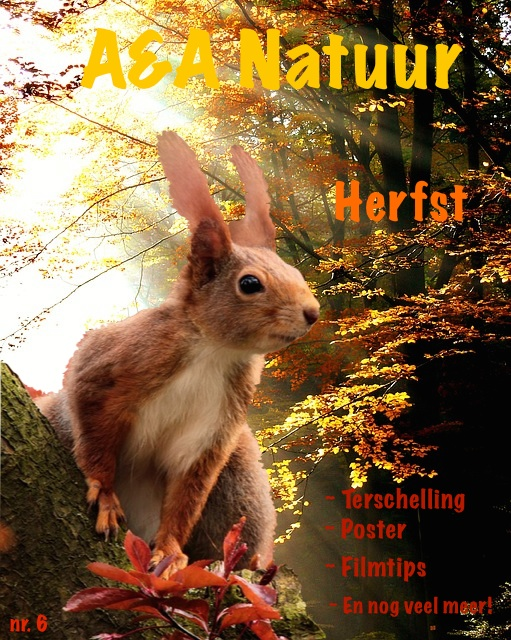 A&A Natuur
Herfst
- Terschelling
- Poster
- Filmtips
- En nog veel meer!
nr. 6